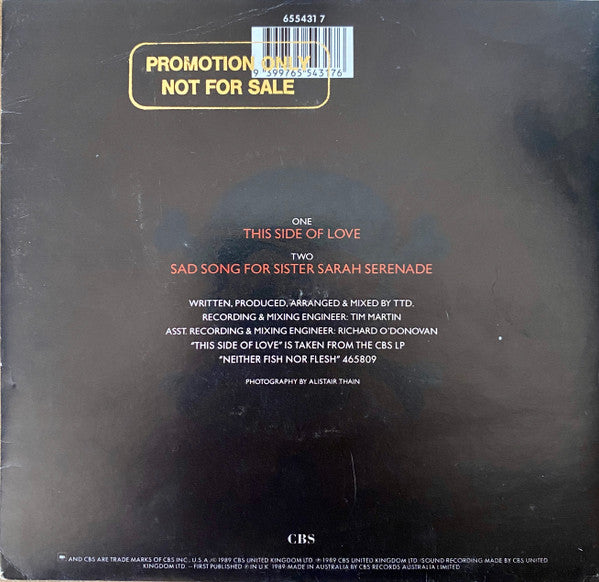 655431 7
PROMOTION ONLY
9 399765 543176
NOT FOR SALE
ONE
THIS SIDE OF LOVE
TWO
SAD SONG FOR SISTER SARAH SERENADE
WRITTEN, PRODUCED, ARRANGED & MIXED BY TTD.
RECORDING & MIXING ENGINEER: TIM MARTIN
ASST. RECORDING & MIXING ENGINEER: RICHARD O'DONOVAN
"THIS SIDE OF LOVE" IS TAKEN FROM THE CBS LP
"NEITHER FISH NOR FLESH" 465809
PHOTOGRAPHY BY ALISTAIR THAIN
CBS
AND CBS ARE TRADE MARKS OF CBS INC., U.S.A. © 1989 CBS UNITED KINGDOM LTD ℗ 1989 CBS UNITED KINGDOM LTD /SOUND RECORDING MADE BY CBS UNITED
KINGDOM LTD. – FIRST PUBLISHED ℗ IN U.K 1989. MADE IN AUSTRALIA BY CBS RECORDS AUSTRALIA LIMITED